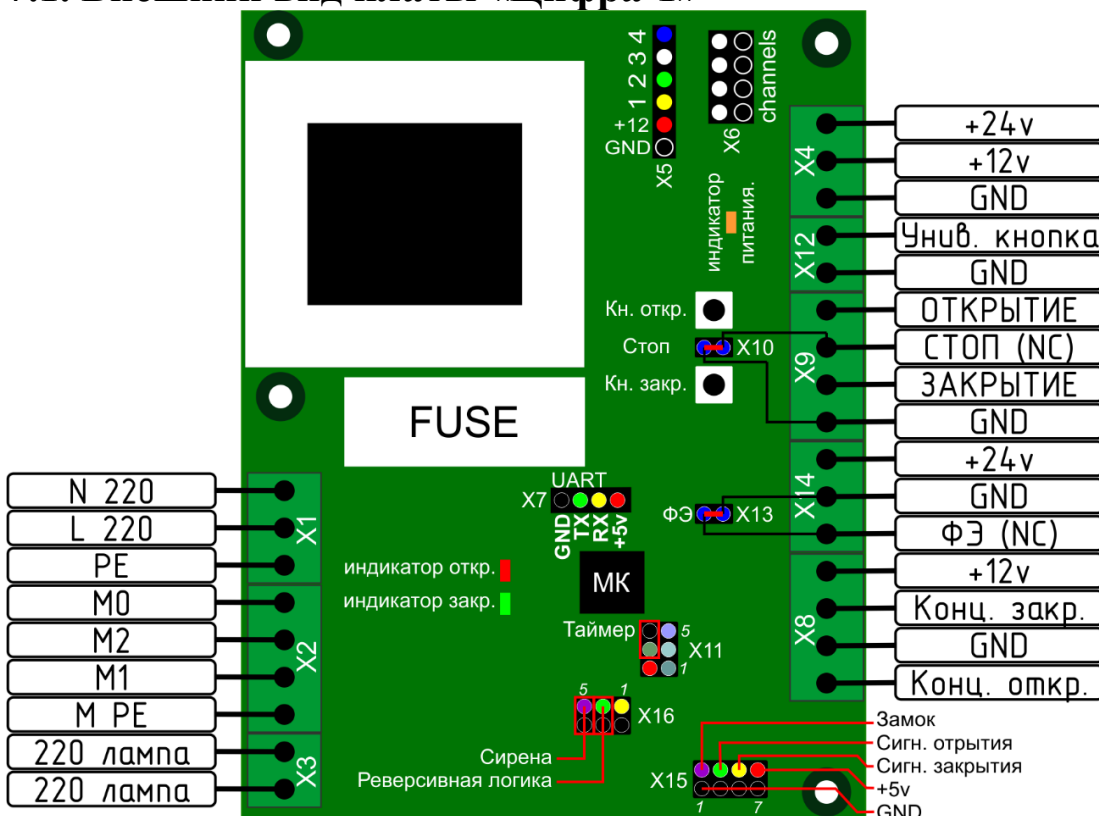 4
3
2
1
+12
GND
X5
X6
channels
индикатор
питания.
X4
+24v
+12v
GND
X12
Унив. кнопка
GND
Кн. откр.
Стоп
X10
Кн. закр.
X9
ОТКРЫТИЕ
СТОП (NC)
ЗАКРЫТИЕ
GND
FUSE
X14
+24v
GND
ФЭ (NC)
UART
X7
GND
TX
RX
+5v
ФЭ
X13
N 220
L 220
PE
X1
M0
M2
M1
M PE
X2
220 лампа
220 лампа
X3
индикатор откр.
индикатор закр.
МК
Таймер
5
X11
1
X8
+12v
Конц. закр.
GND
Конц. откр.
5
1
X16
Сирена
Реверсивная логика
X15
1
7
Замок
Сигн. отрытия
Сигн. закрытия
+5v
GND